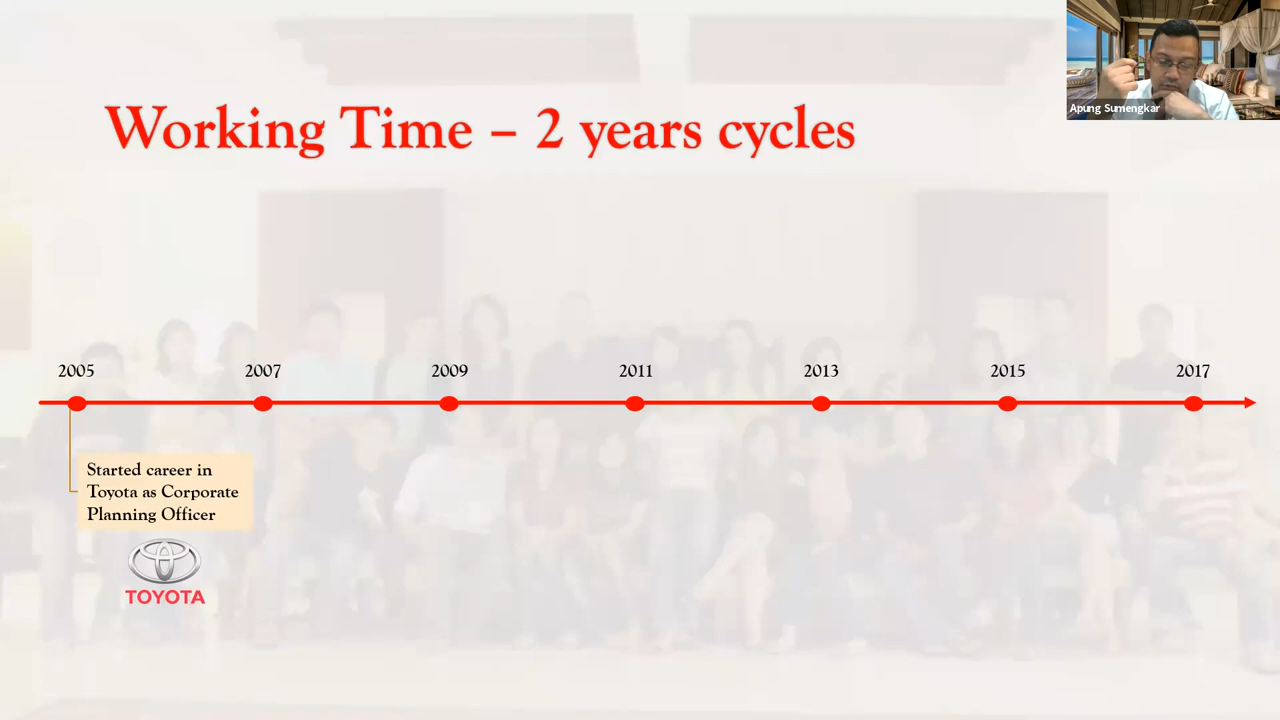 Apung Sumengkar
Working Time – 2 years cycles
2005 2007 2009 2011 2013 2015 2017
Started career in
Toyota as Corporate
Planning Officer
TOYOTA